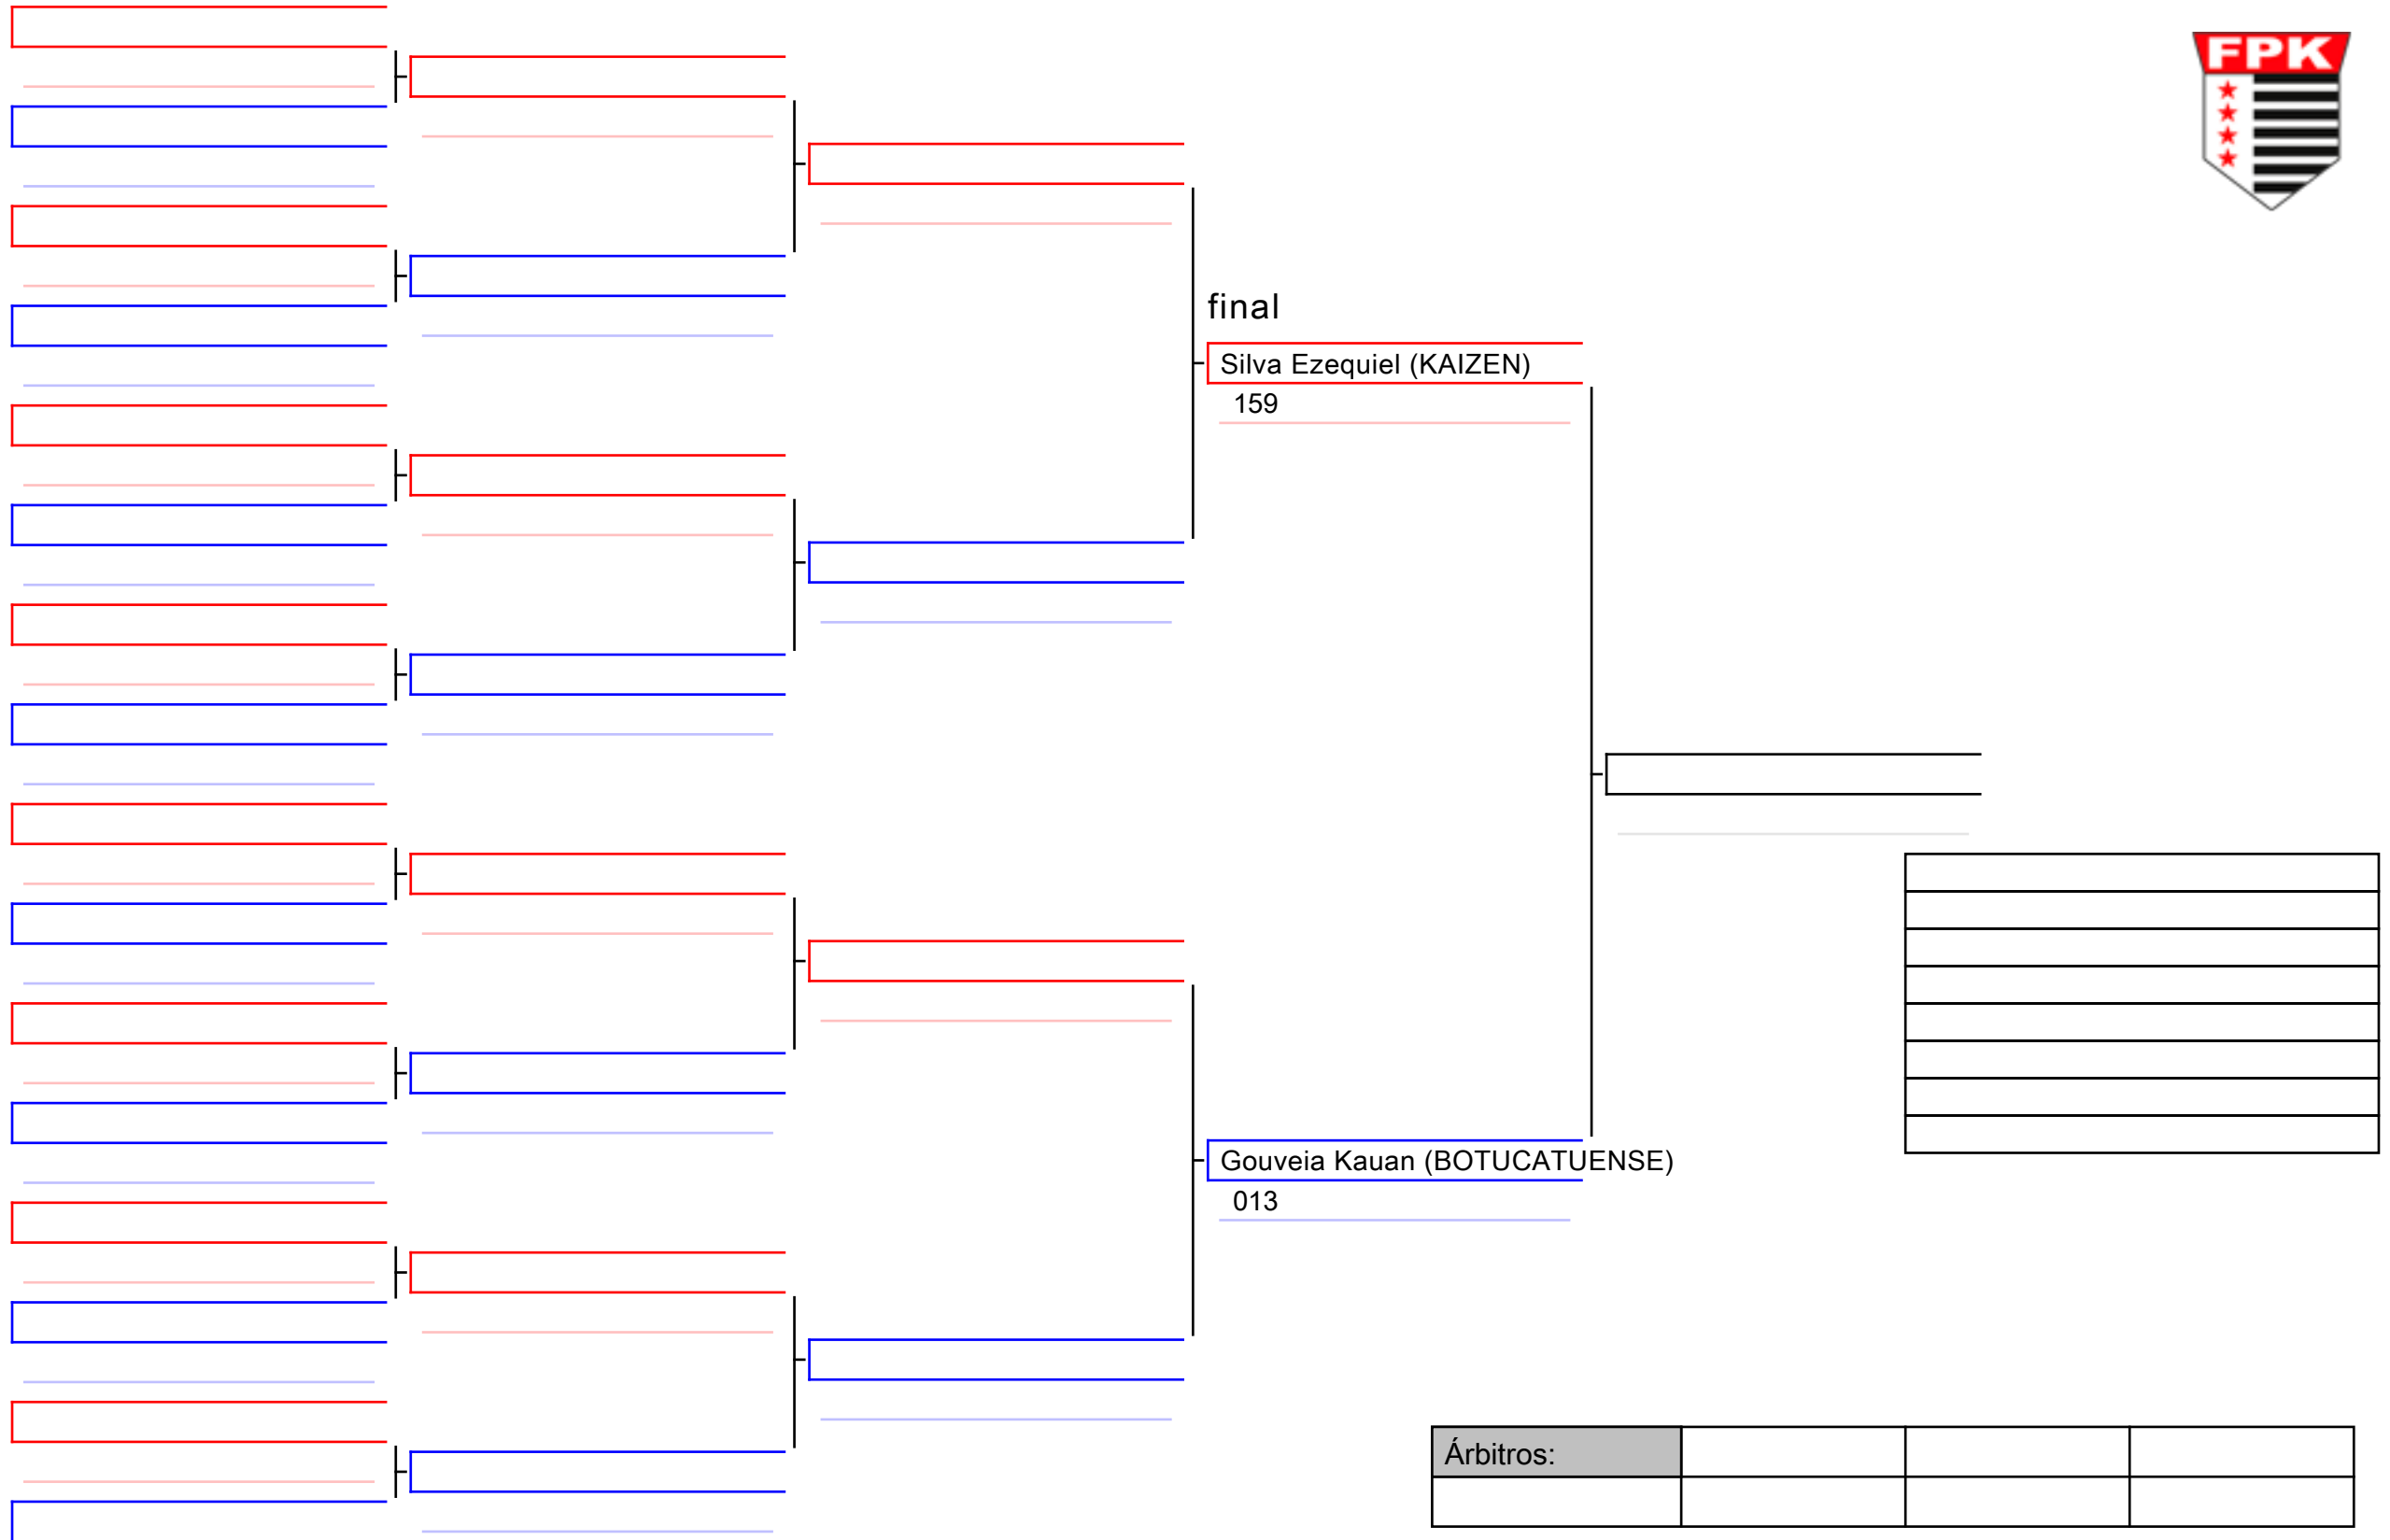 FPK
final
Silva Ezequiel (KAIZEN)
159
Gouveia Kauan (BOTUCATUENSE)
013
Árbitros: